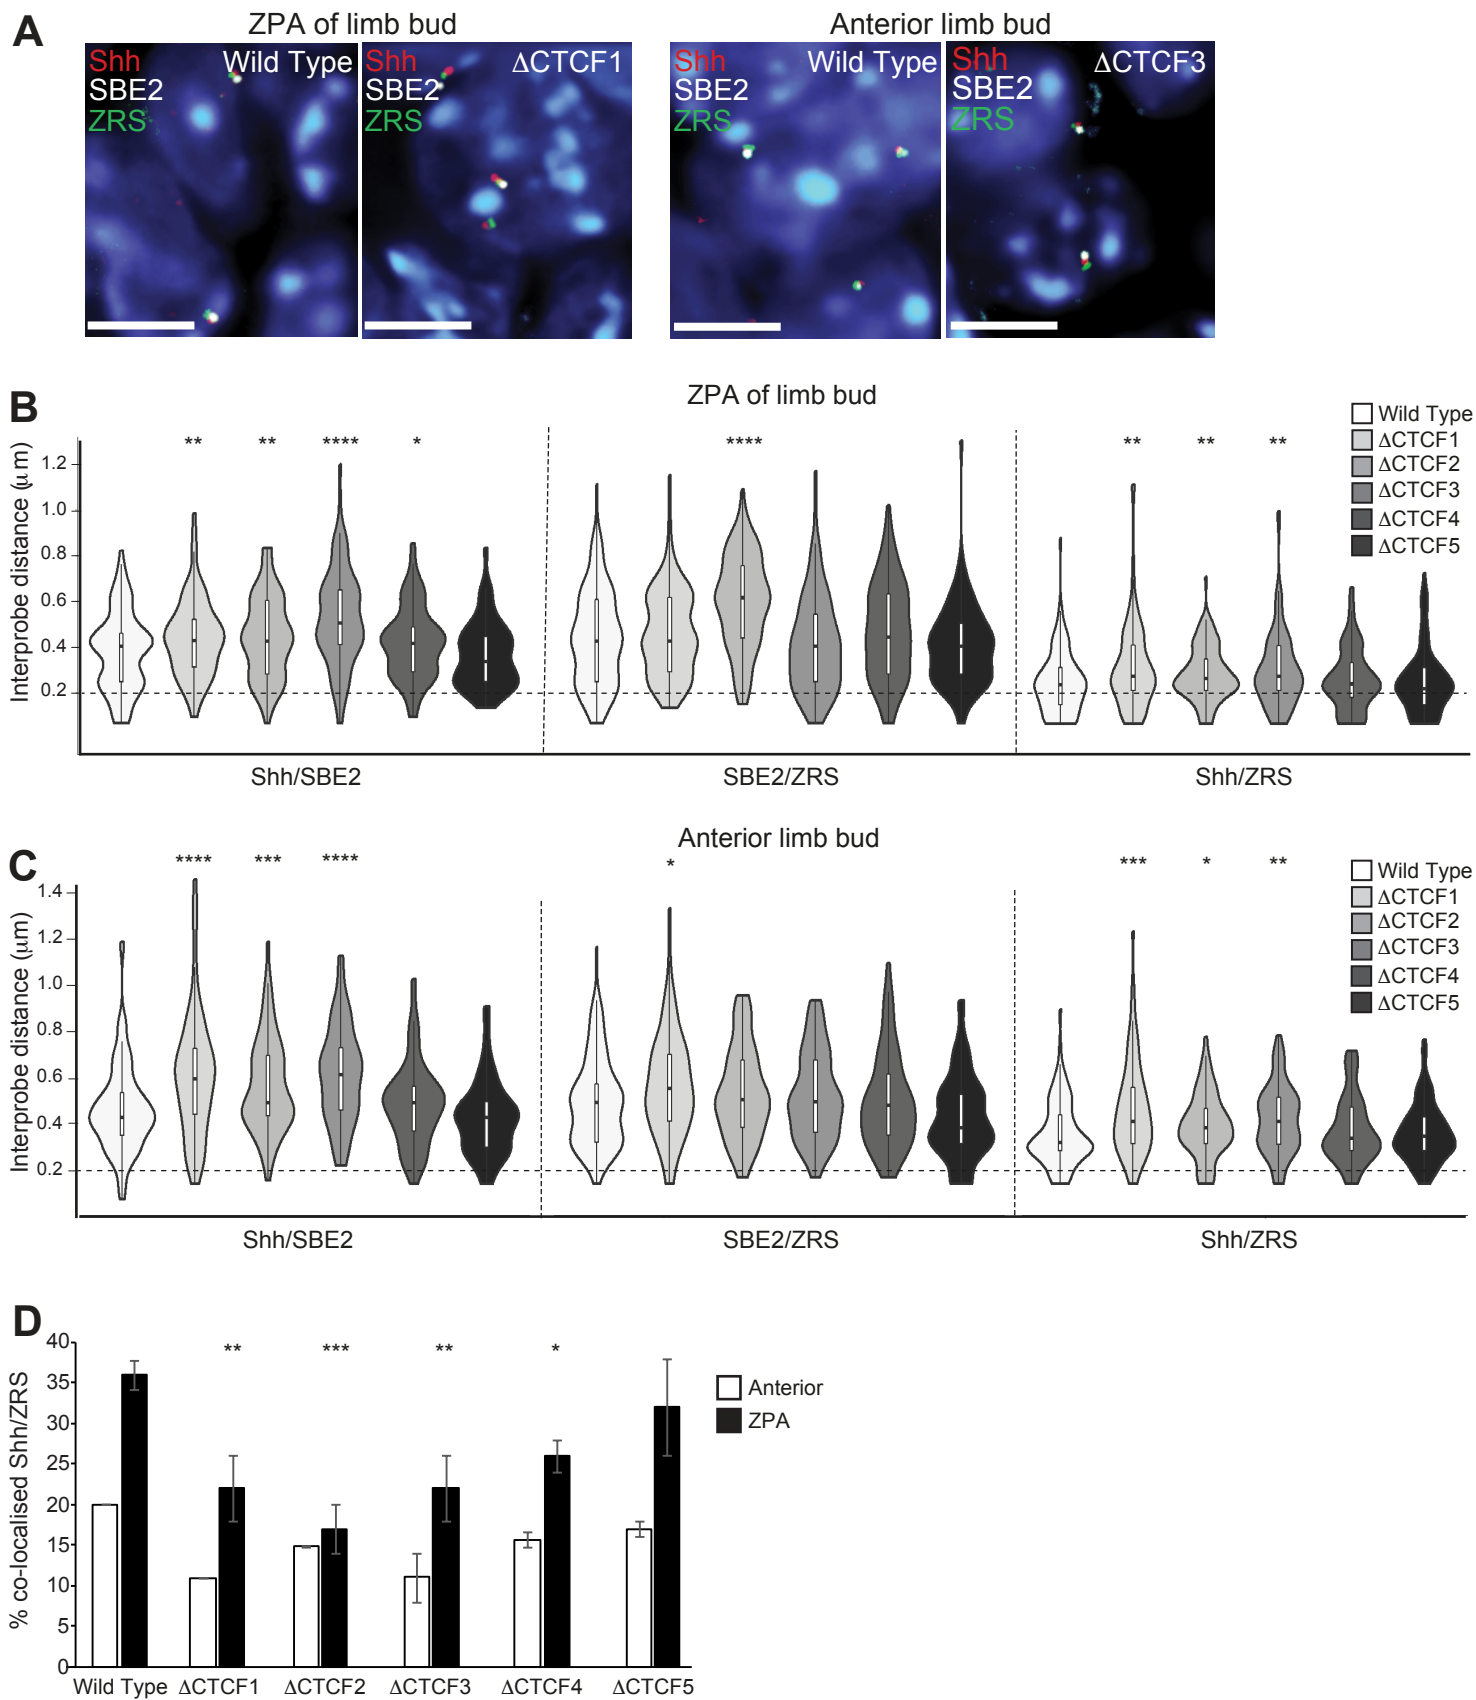 A
ZPA of limb bud
Anterior limb bud
Shh
SBE2
ZRS
Wild Type
Shh
SBE2
ZRS
ΔCTCF1
Shh
SBE2
ZRS
Wild Type
Shh
SBE2
ZRS
ΔCTCF3
B
ZPA of limb bud
Interprobe distance (μm)
1.2
1.0
0.8
0.6
0.4
0.2
** ** **** * **** ** ** **
Wild Type
ΔCTCF1
ΔCTCF2
ΔCTCF3
ΔCTCF4
ΔCTCF5
Shh/SBE2 SBE2/ZRS Shh/ZRS
C
Anterior limb bud
Interprobe distance (μm)
1.4
1.2
1.0
0.8
0.6
0.4
0.2
**** *** **** * *** * **
Wild Type
ΔCTCF1
ΔCTCF2
ΔCTCF3
ΔCTCF4
ΔCTCF5
Shh/SBE2 SBE2/ZRS Shh/ZRS
D
% co-localised Shh/ZRS
40
35
30
25
20
15
10
5
0
** *** ** *
Anterior
ZPA
Wild Type ΔCTCF1 ΔCTCF2 ΔCTCF3 ΔCTCF4 ΔCTCF5